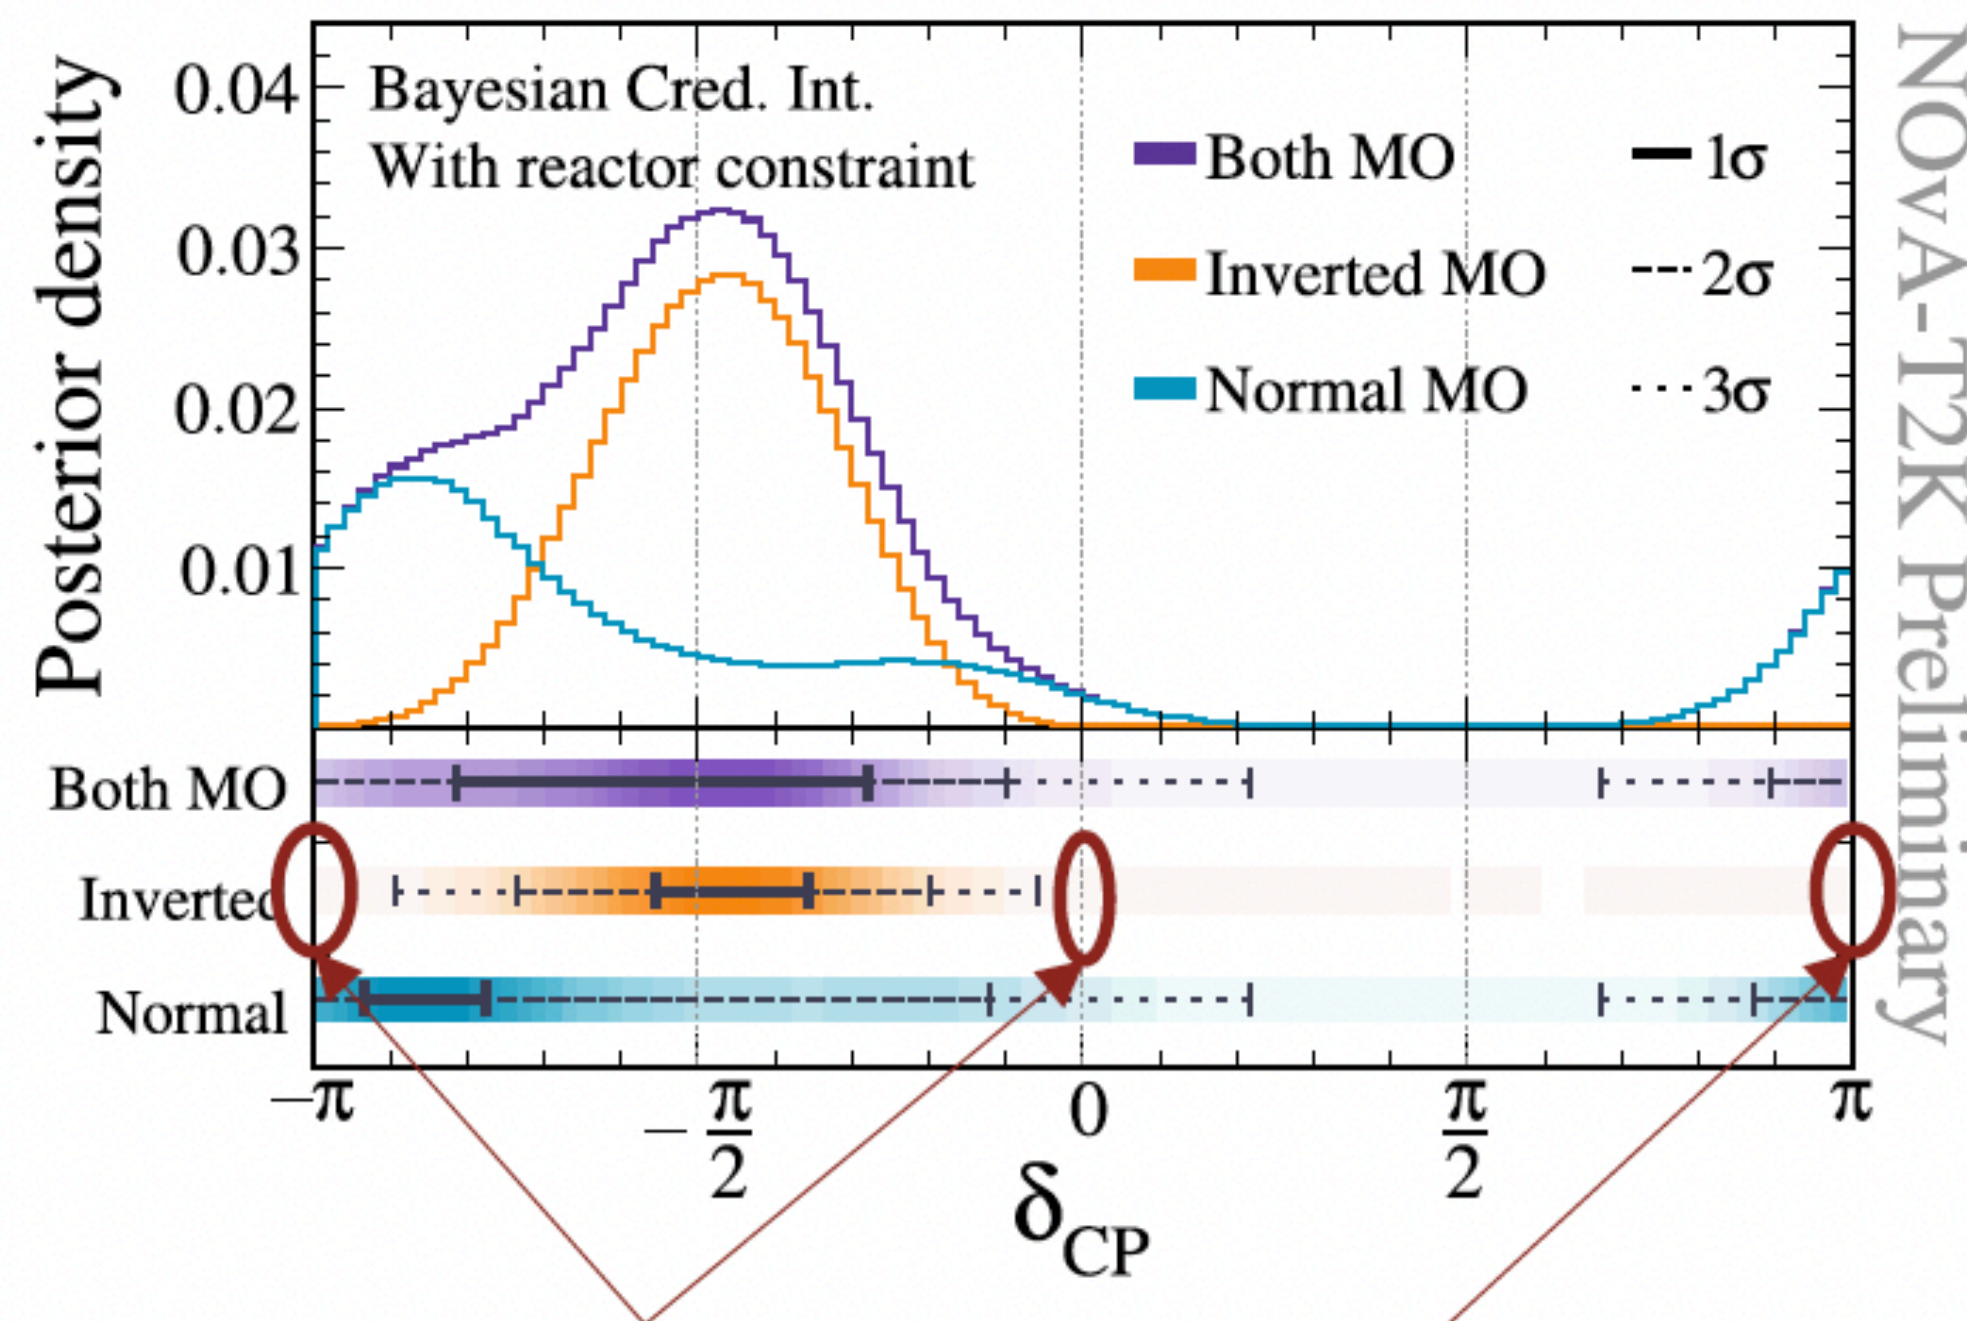 Posterior density
0.04
0.03
0.02
0.01
Bayesian Cred. Int.
With reactor constraint
Both MO
Inverted MO
Normal MO
1σ
2σ
3σ
NOvA-T2K Preliminary
Both MO
Inverted
Normal
−π
−π/2
0
π/2
π
δCP